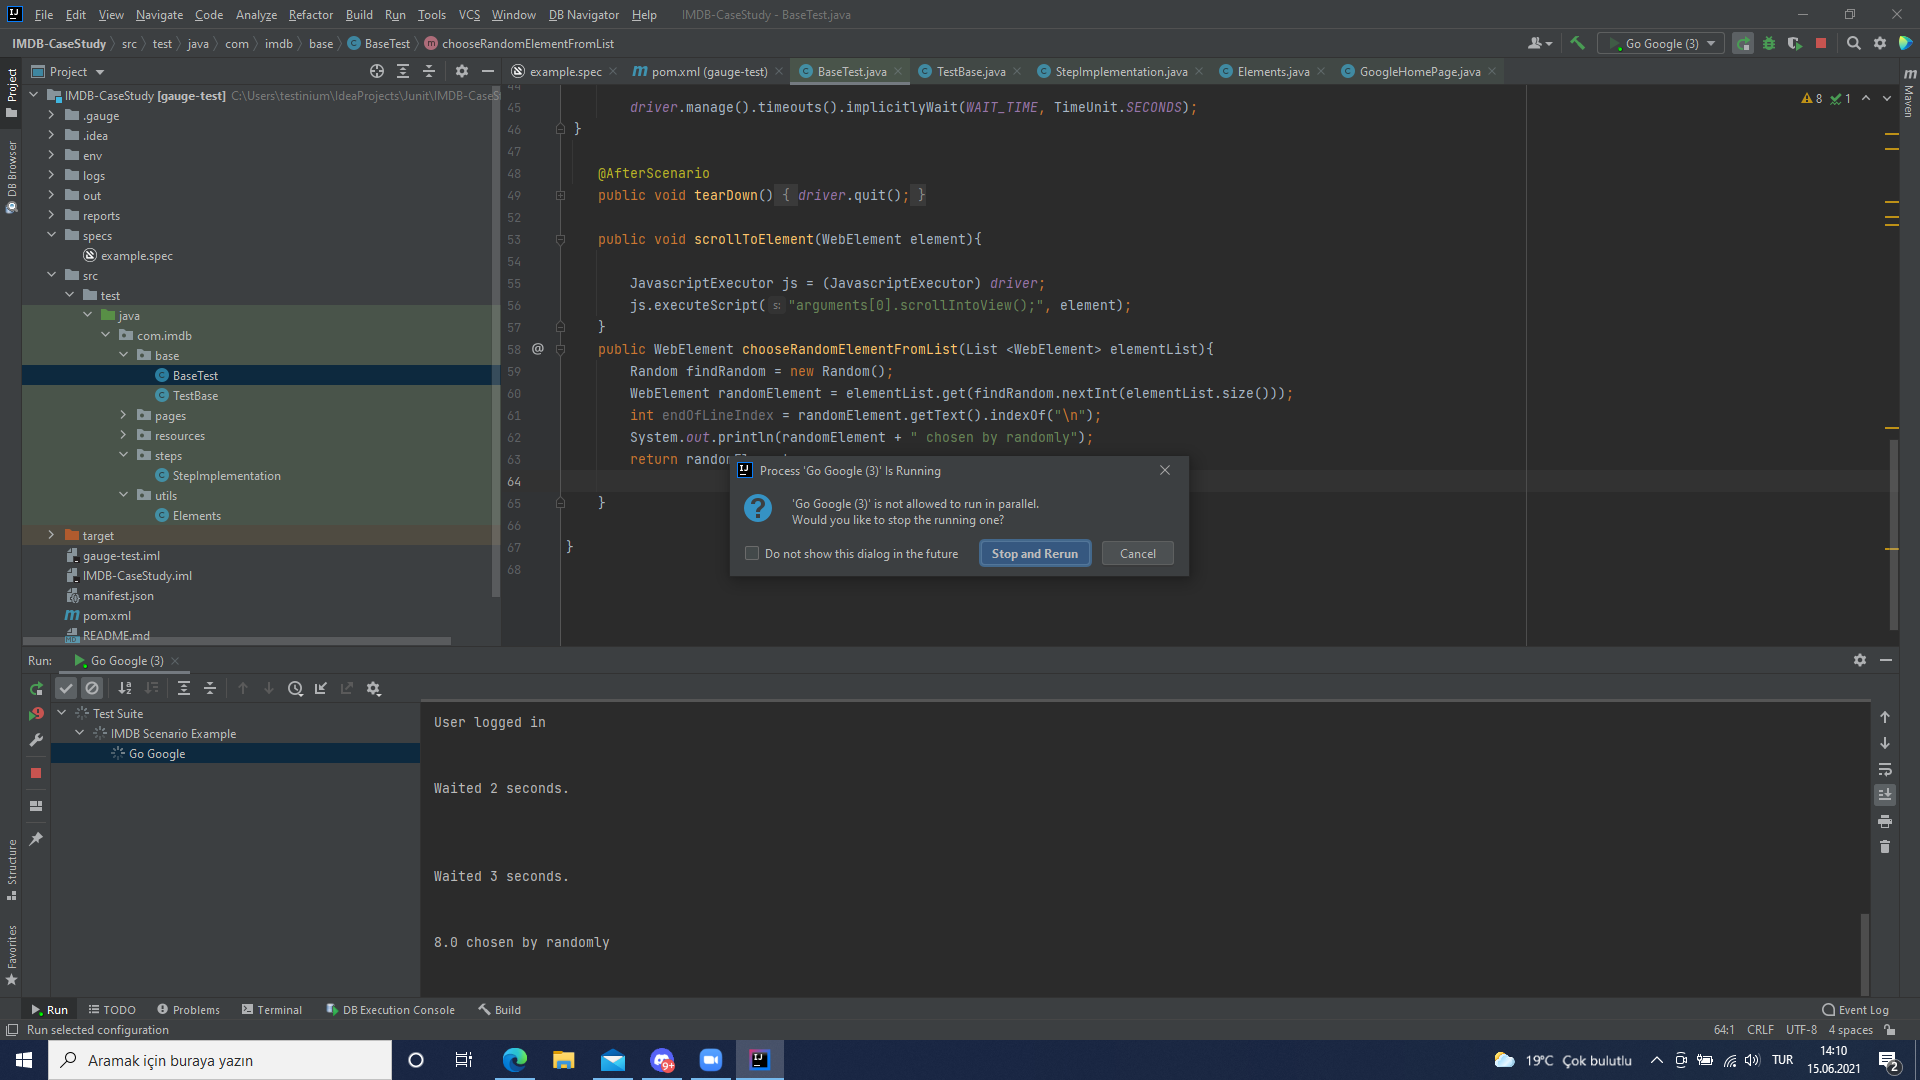 File Edit View Navigate Code Analyze Refactor Build Run Tools VCS Window DB Navigator Help IMDB-CaseStudy - BaseTest.java
IMDB-CaseStudy src test java com imdb base BaseTest chooseRandomElementFromList
Go Google (3)
Project
example.spec
pom.xml (gauge-test)
BaseTest.java
TestBase.java
StepImplementation.java
Elements.java
GoogleHomePage.java
Project
DB Browser
Structure
Favorites
Maven
IMDB-CaseStudy [gauge-test] C:\Users\testinium\IdeaProjects\Junit\IMDB-CaseS
.gauge
.idea
env
logs
out
reports
specs
example.spec
src
test
java
com.imdb
base
BaseTest
TestBase
pages
resources
steps
StepImplementation
utils
Elements
target
gauge-test.iml
IMDB-CaseStudy.iml
manifest.json
pom.xml
README.md
8 1
44
45 driver.manage().timeouts().implicitlyWait(WAIT_TIME, TimeUnit.SECONDS);
46 }
47
48 @AfterScenario
49 public void tearDown() { driver.quit(); }
52
53 public void scrollToElement(WebElement element){
54
55 JavascriptExecutor js = (JavascriptExecutor) driver;
56 js.executeScript( s: "arguments[0].scrollIntoView();", element);
57 }
58 @ public WebElement chooseRandomElementFromList(List <WebElement> elementList){
59 Random findRandom = new Random();
60 WebElement randomElement = elementList.get(findRandom.nextInt(elementList.size()));
61 int endOfLineIndex = randomElement.getText().indexOf("\n");
62 System.out.println(randomElement + " chosen by randomly");
63 return
64
65 }
66
67 }
68
Process 'Go Google (3)' Is Running
'Go Google (3)' is not allowed to run in parallel.
Would you like to stop the running one?
Do not show this dialog in the future
Stop and Rerun
Cancel
Run: Go Google (3)
Test Suite
IMDB Scenario Example
Go Google
User logged in
Waited 2 seconds.
Waited 3 seconds.
8.0 chosen by randomly
Run TODO Problems Terminal DB Execution Console Build Event Log
Run selected configuration 64:1 CRLF UTF-8 4 spaces
Aramak için buraya yazın
9+
19°C Çok bulutlu
TUR
14:10
15.06.2021
2